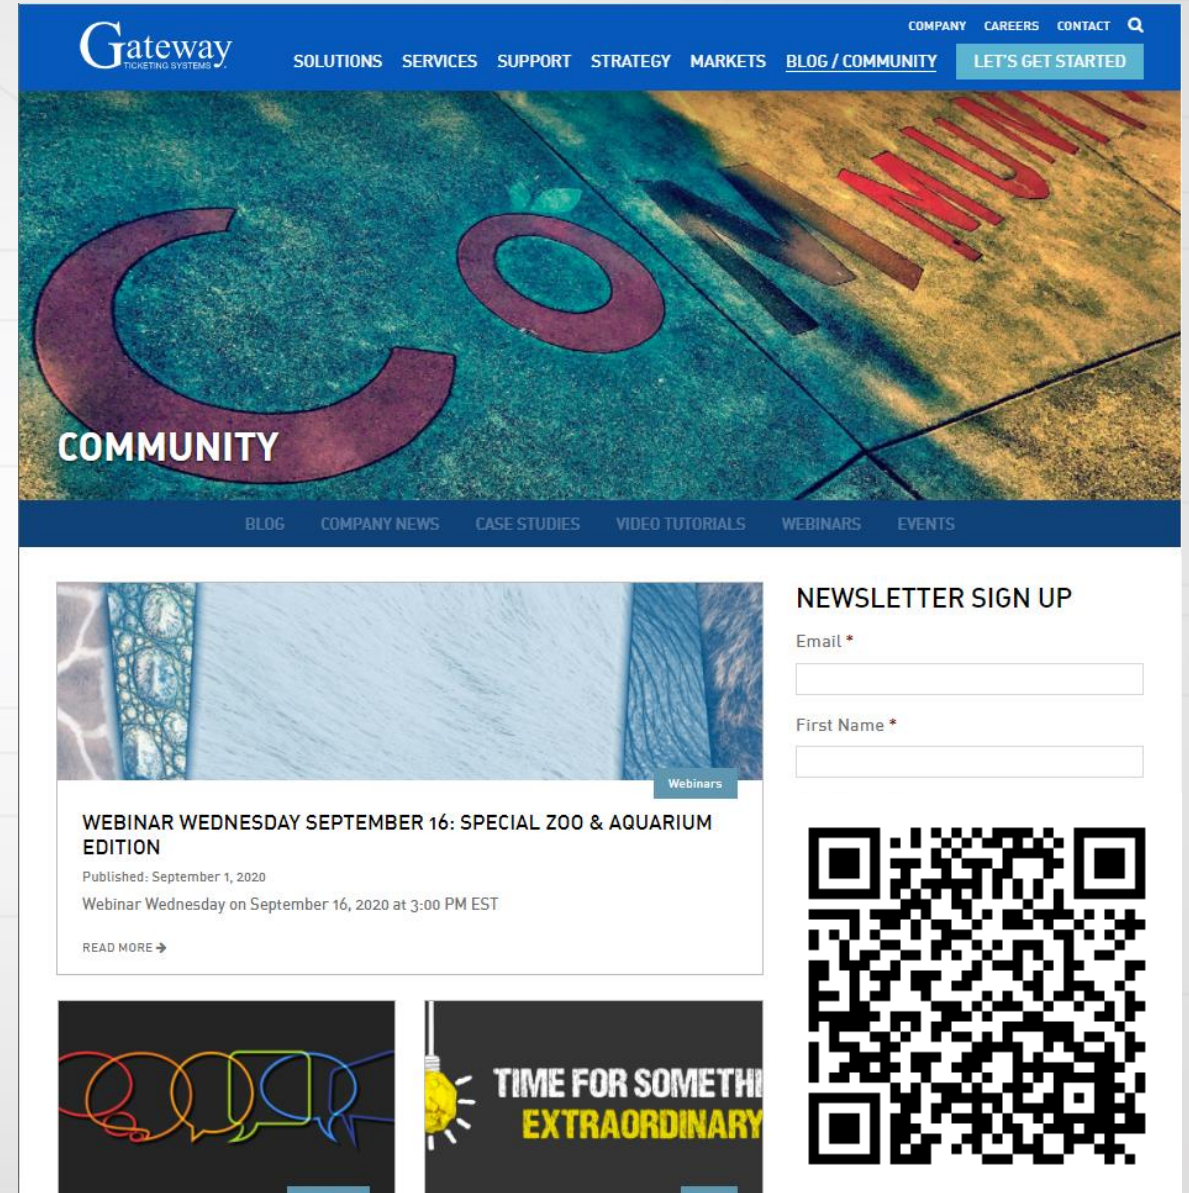 COMPANY CAREERS CONTACT
Gateway
TICKETING SYSTEMS
SOLUTIONS SERVICES SUPPORT STRATEGY MARKETS BLOG / COMMUNITY LET'S GET STARTED
COMMUNI
COMMUNITY
BLOG COMPANY NEWS CASE STUDIES VIDEO TUTORIALS WEBINARS EVENTS
Webinars
WEBINAR WEDNESDAY SEPTEMBER 16: SPECIAL ZOO & AQUARIUM
EDITION
Published: September 1, 2020
Webinar Wednesday on September 16, 2020 at 3:00 PM EST
READ MORE
NEWSLETTER SIGN UP
Email *
First Name *
TIME FOR SOMETHI
EXTRAORDINARY